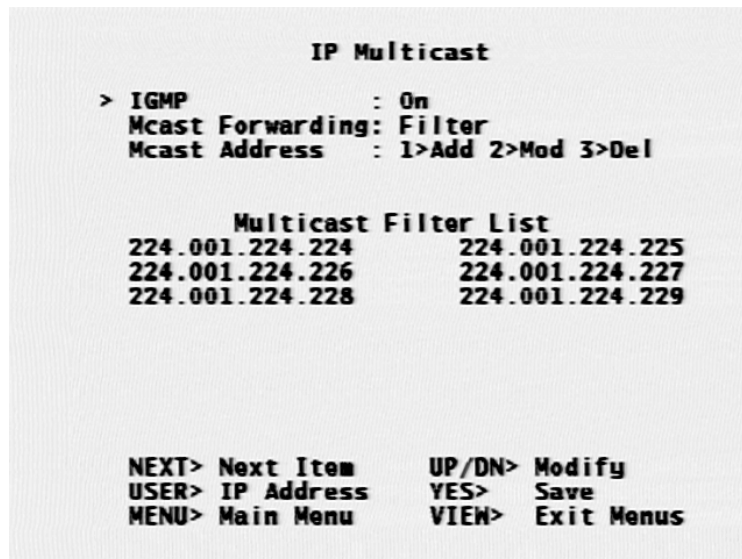 IP Multicast
> IGMP : On
Mcast Forwarding: Filter
Mcast Address : 1>Add 2>Mod 3>Del
Multicast Filter List
224.001.224.224 224.001.224.225
224.001.224.226 224.001.224.227
224.001.224.228 224.001.224.229
NEXT> Next Item UP/DN> Modify
USER> IP Address YES> Save
MENU> Main Menu VIEW> Exit Menus